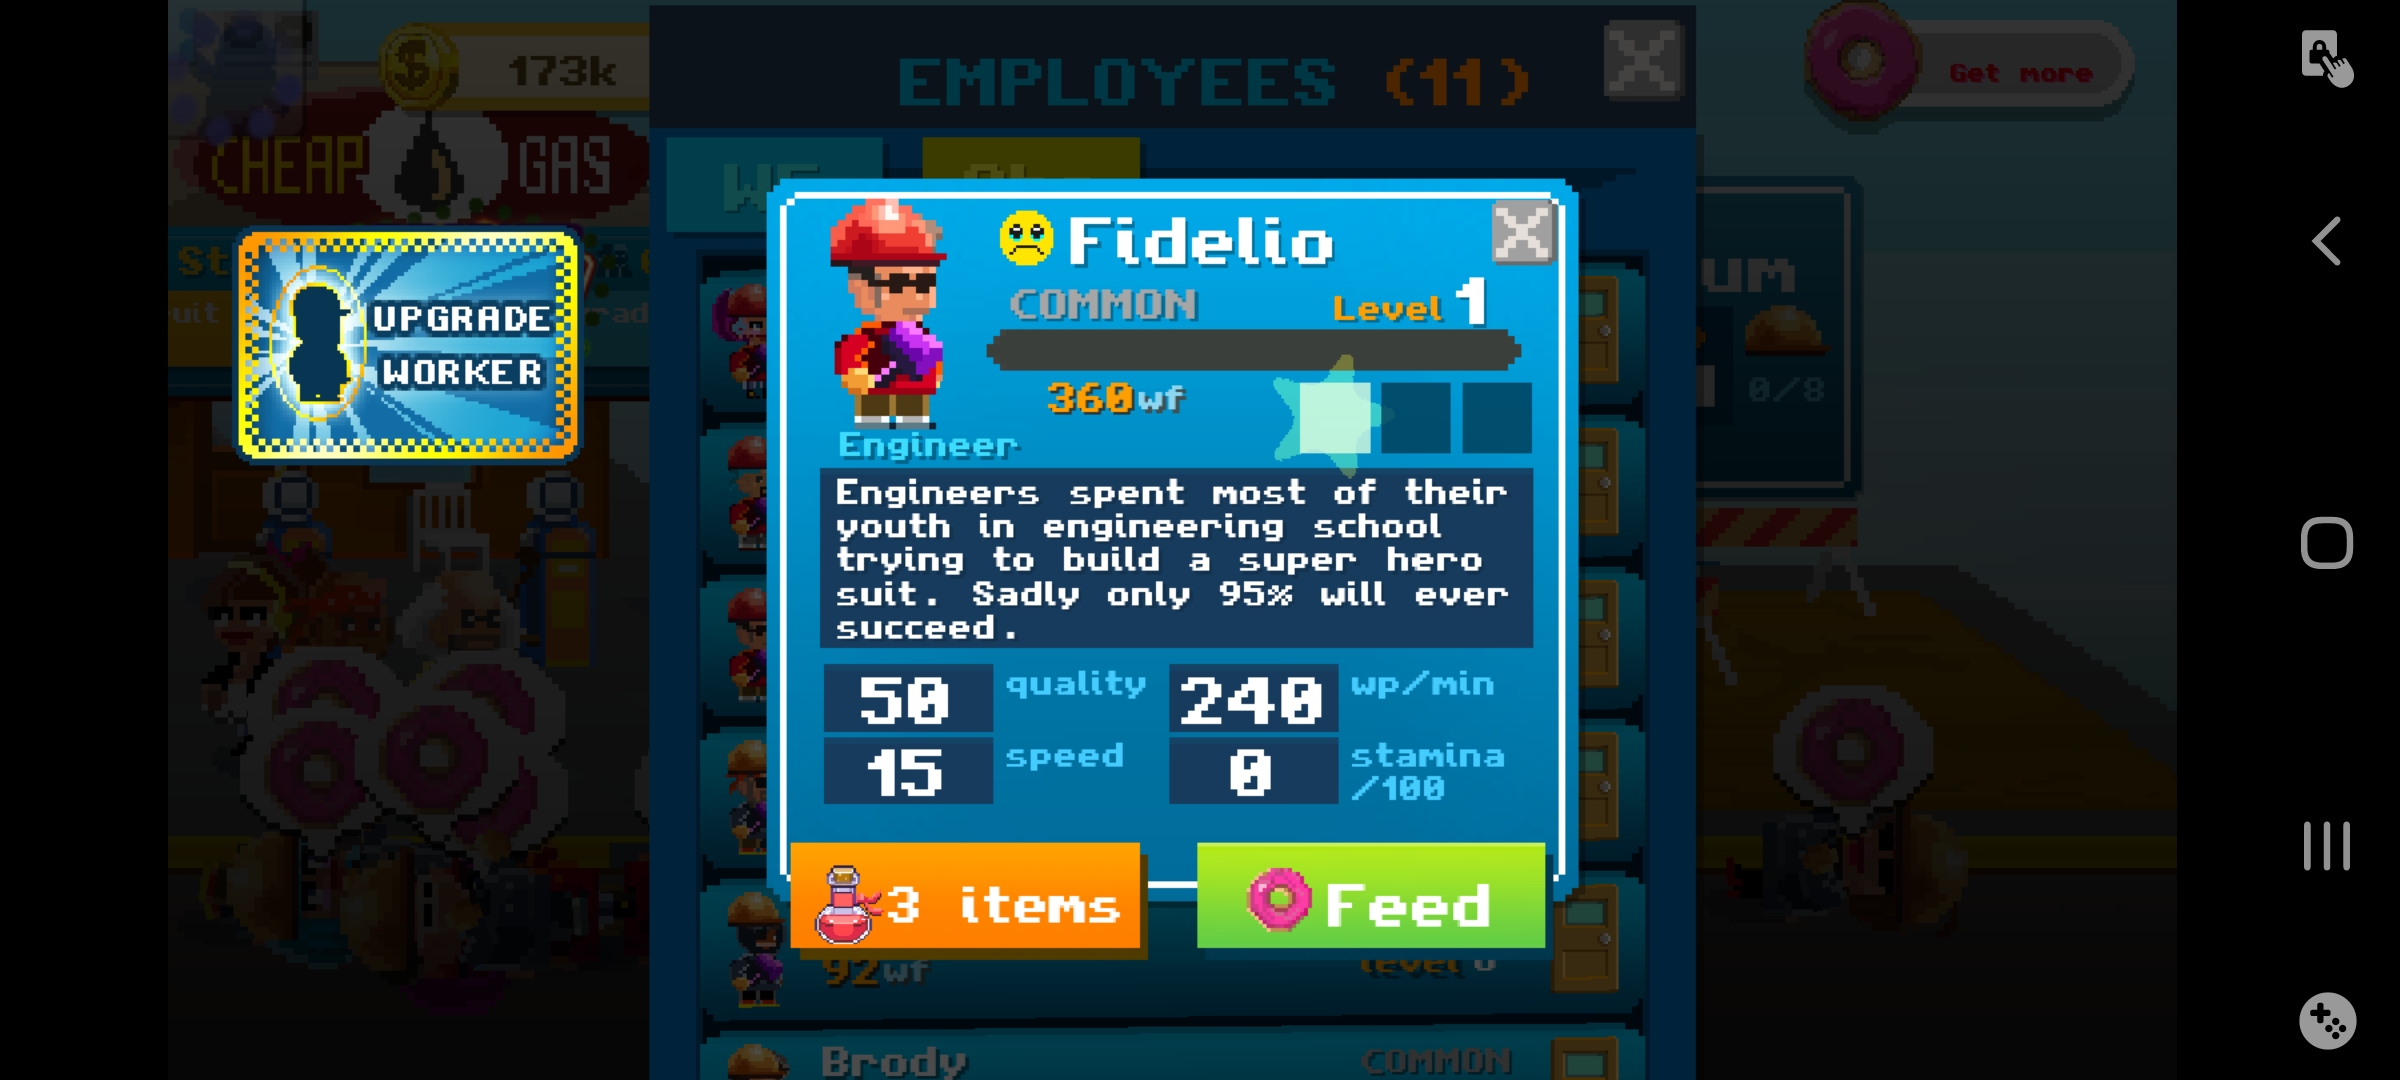 173k
EMPLOYEES (11)
Get more
CHEAP GAS
Fidelio
COMMON
Level 1
UPGRADE
WORKER
360wf
0/8
Engineer
Engineers spent most of their
youth in engineering school
trying to build a super hero
suit. Sadly only 95% will ever
succeed.
50 quality 240 wp/min
15 speed 0 stamina
/100
3 items
Feed
92wf
Brody
COMMON